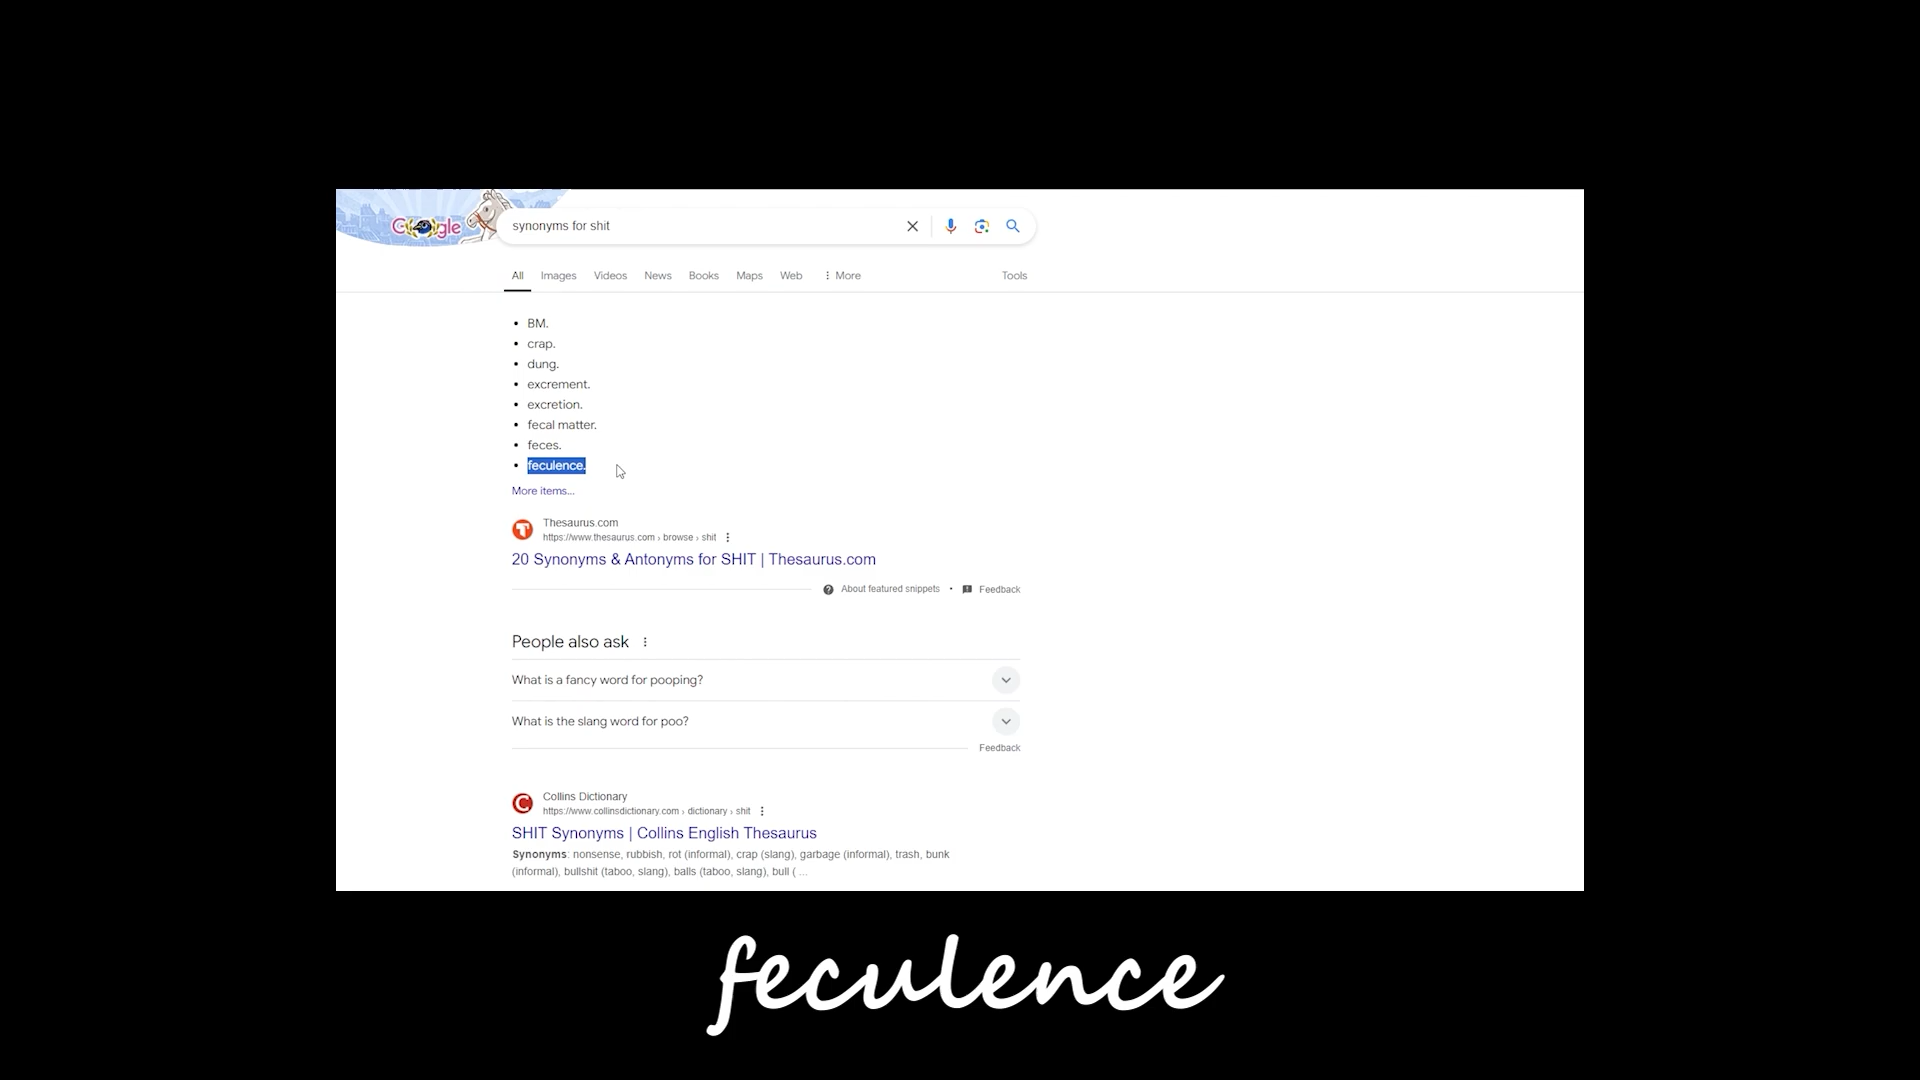 Google
synonyms for shit
All Images Videos News Books Maps Web More Tools
BM.
crap.
dung.
excrement.
excretion.
fecal matter.
feces.
feculence.
More items...
Thesaurus.com
https://www.thesaurus.com › browse › shit
20 Synonyms & Antonyms for SHIT | Thesaurus.com
About featured snippets • Feedback
People also ask
What is a fancy word for pooping?
What is the slang word for poo?
Feedback
Collins Dictionary
https://www.collinsdictionary.com › dictionary › shit
SHIT Synonyms | Collins English Thesaurus
Synonyms: nonsense, rubbish, rot (informal), crap (slang), garbage (informal), trash, bunk
(informal), bullshit (taboo, slang), balls (taboo, slang), bull ( ...
feculence